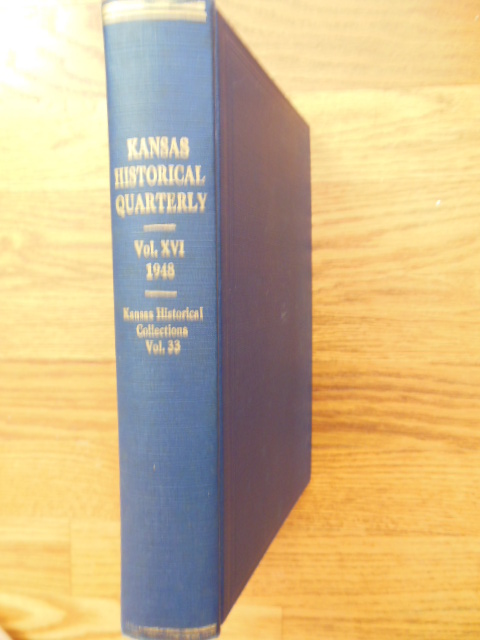 KANSAS
HISTORICAL
QUARTERLY
Vol. XVI
1948
Kansas Historical
Collections
Vol. 33